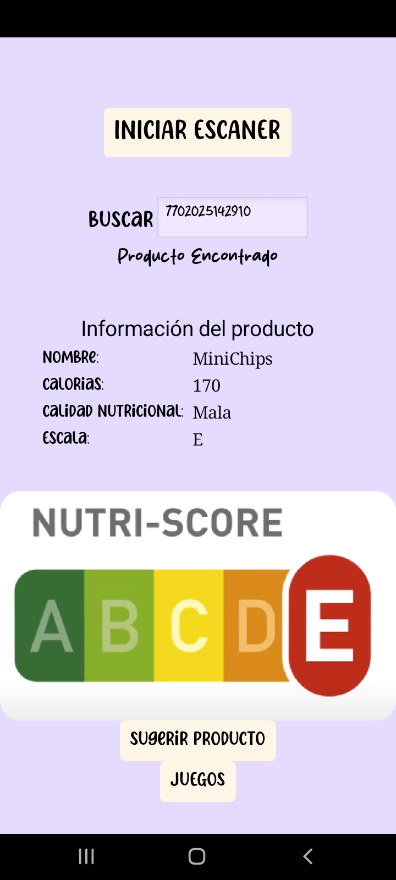 INICIAR ESCANER
BUSCAR 7702025142910
Producto Encontrado
Información del producto
NOMBRE: MiniChips
CALORIAS: 170
CALIDAD NUTRICIONAL: Mala
ESCALA: E
NUTRI-SCORE
A B C D E
SUGERIR PRODUCTO
JUEGOS